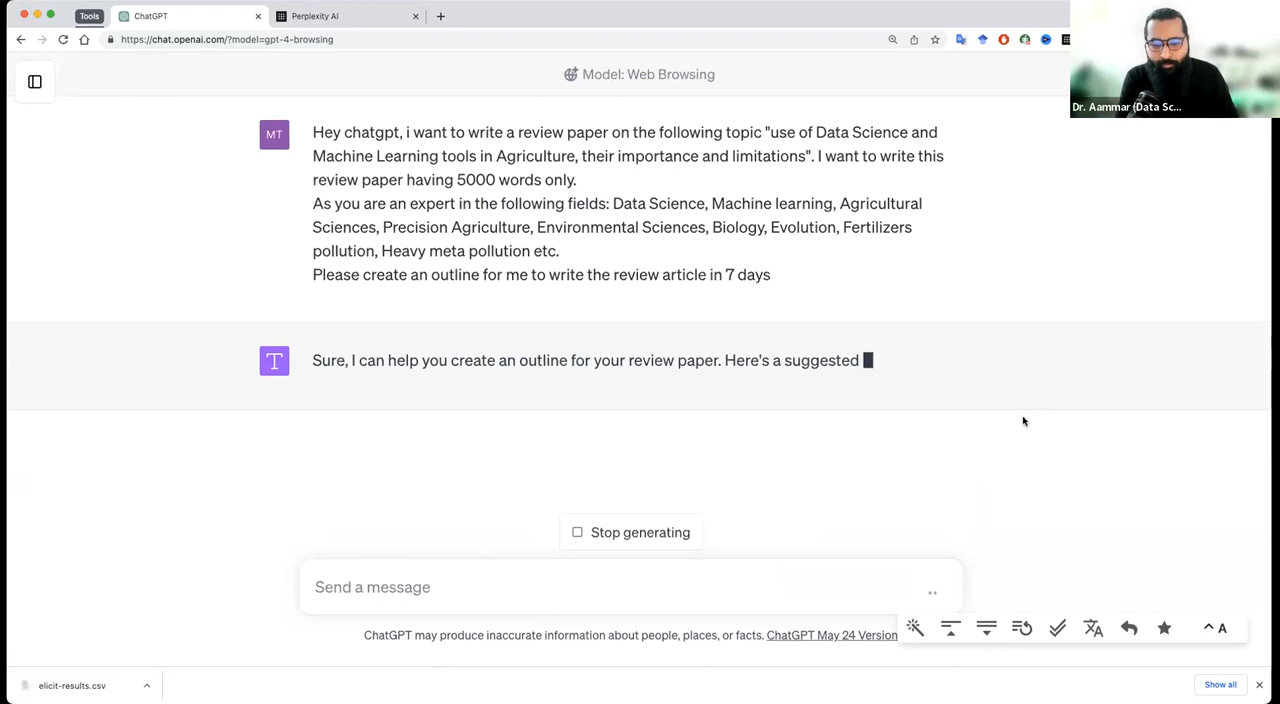 Tools
ChatGPT
Perplexity AI
https://chat.openai.com/?model=gpt-4-browsing
Dr. Aammar (Data Sc...
Model: Web Browsing
MT
Hey chatgpt, i want to write a review paper on the following topic "use of Data Science and
Machine Learning tools in Agriculture, their importance and limitations". I want to write this
review paper having 5000 words only.
As you are an expert in the following fields: Data Science, Machine learning, Agricultural
Sciences, Precision Agriculture, Environmental Sciences, Biology, Evolution, Fertilizers
pollution, Heavy meta pollution etc.
Please create an outline for me to write the review article in 7 days
T
Sure, I can help you create an outline for your review paper. Here's a suggested
Stop generating
Send a message
ChatGPT may produce inaccurate information about people, places, or facts. ChatGPT May 24 Version
A
elicit-results.csv
Show all